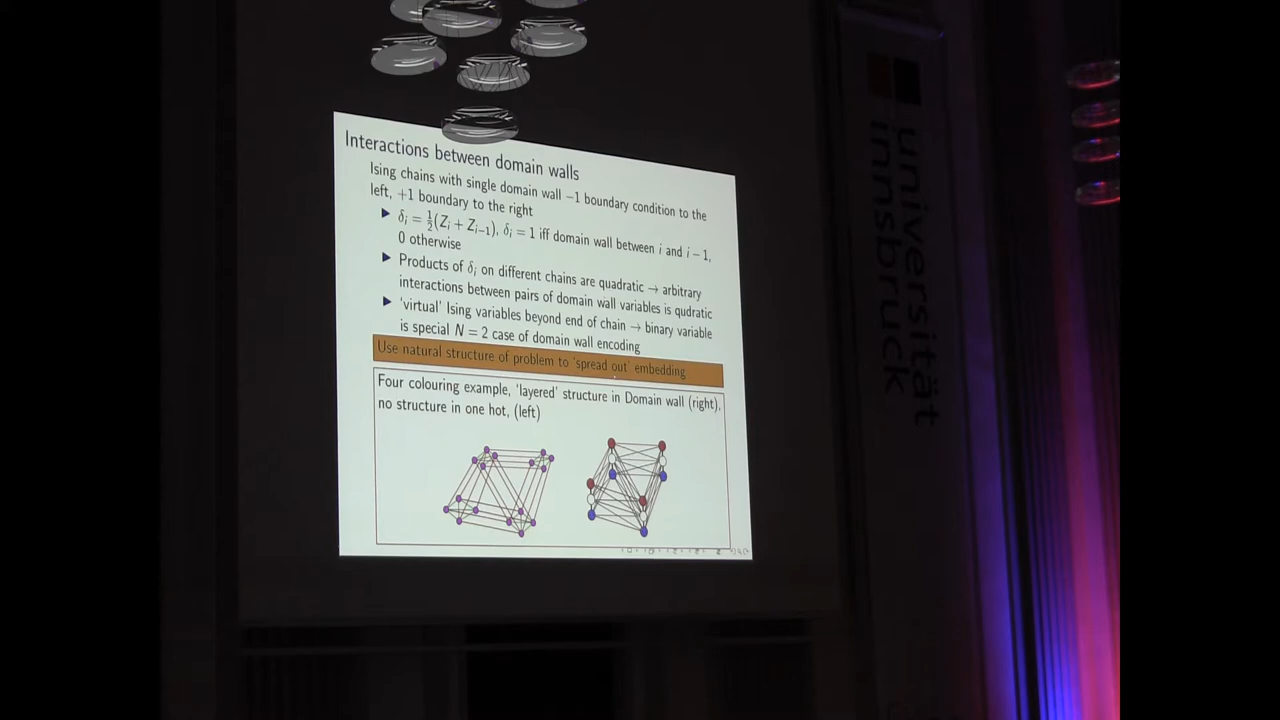 Interactions between domain walls
Ising chains with single domain wall −1 boundary condition to the
left, +1 boundary to the right
δᵢ = ½(Zᵢ + Zᵢ₋₁), δᵢ = 1 iff domain wall between i and i − 1,
0 otherwise
Products of δᵢ on different chains are quadratic → arbitrary
interactions between pairs of domain wall variables is qudratic
‘virtual’ Ising variables beyond end of chain → binary variable
is special N = 2 case of domain wall encoding
Use natural structure of problem to ‘spread out’ embedding
Four colouring example, ‘layered’ structure in Domain wall (right),
no structure in one hot, (left)
universität
innsbruck